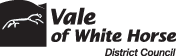 Vale
of White Horse
District Council